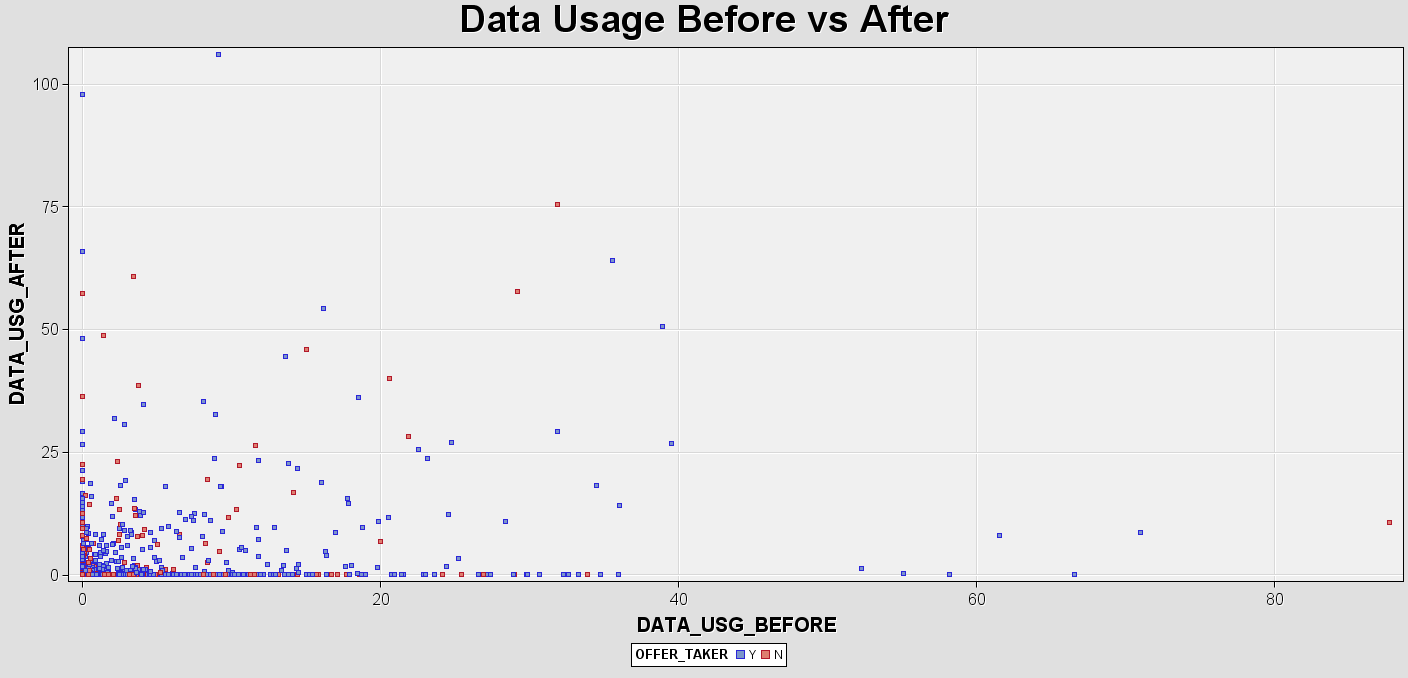 Data Usage Before vs After
DATA_USG_AFTER
100
75
50
25
0
0 20 40 60 80
DATA_USG_BEFORE
OFFER_TAKER Y N